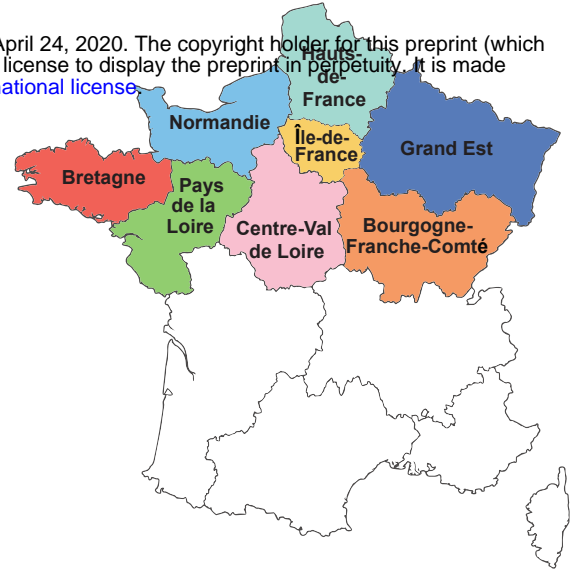 April 24, 2020. The copyright holder for this preprint (which
license to display the preprint in perpetuity. It is made
national license
Hauts-
de-
France
Normandie
Île-de-
France
Grand Est
Bretagne
Pays
de la
Loire
Centre-Val
de Loire
Bourgogne-
Franche-Comté